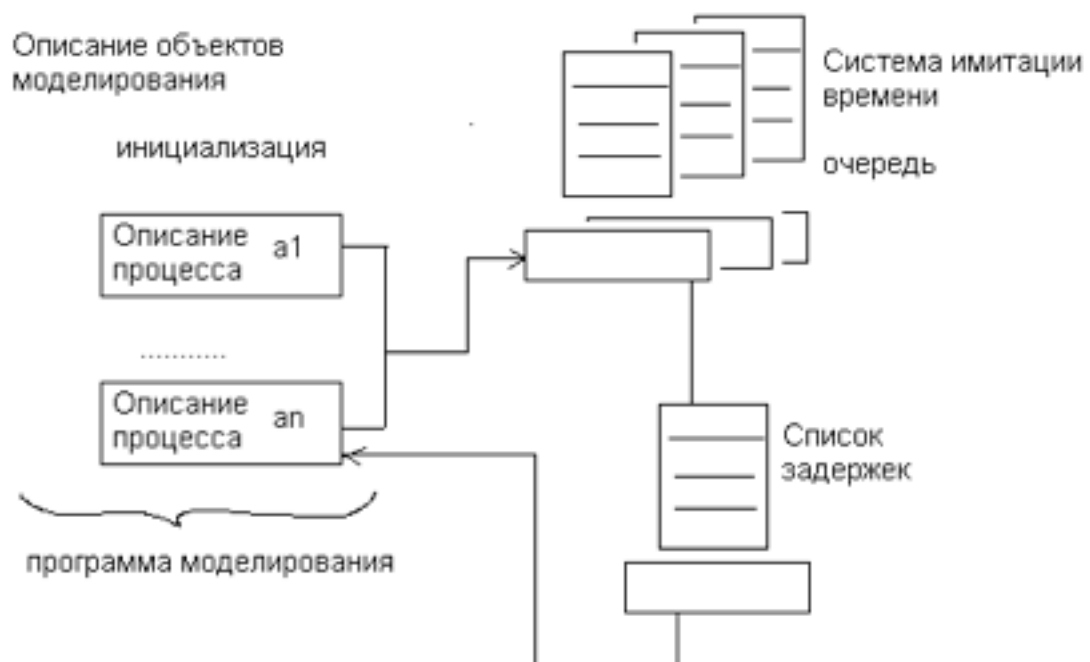 Описание объектов
моделирования
инициализация
Система имитации
времени
очередь
Описание
процесса a1
............
Описание
процесса an
Список
задержек
программа моделирования